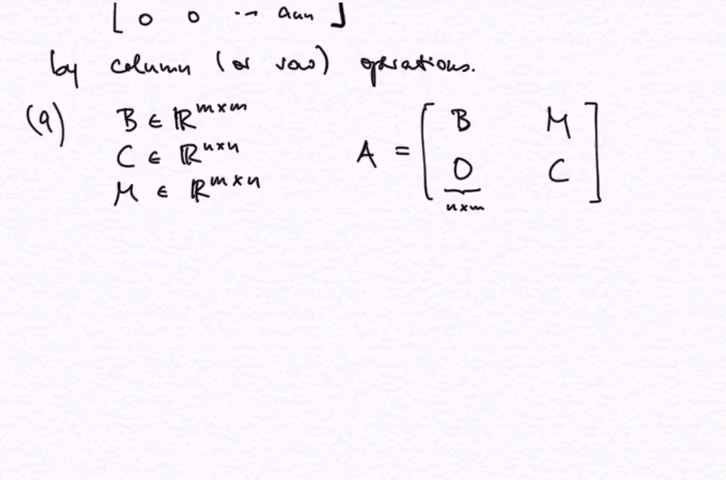 [ 0 0 ... ann ]
by column (or row) operations.
(9) B ∈ ℝ^{m×m}
C ∈ ℝ^{n×n}
M ∈ ℝ^{m×n}
A = [ B M
0 C ]
n×m